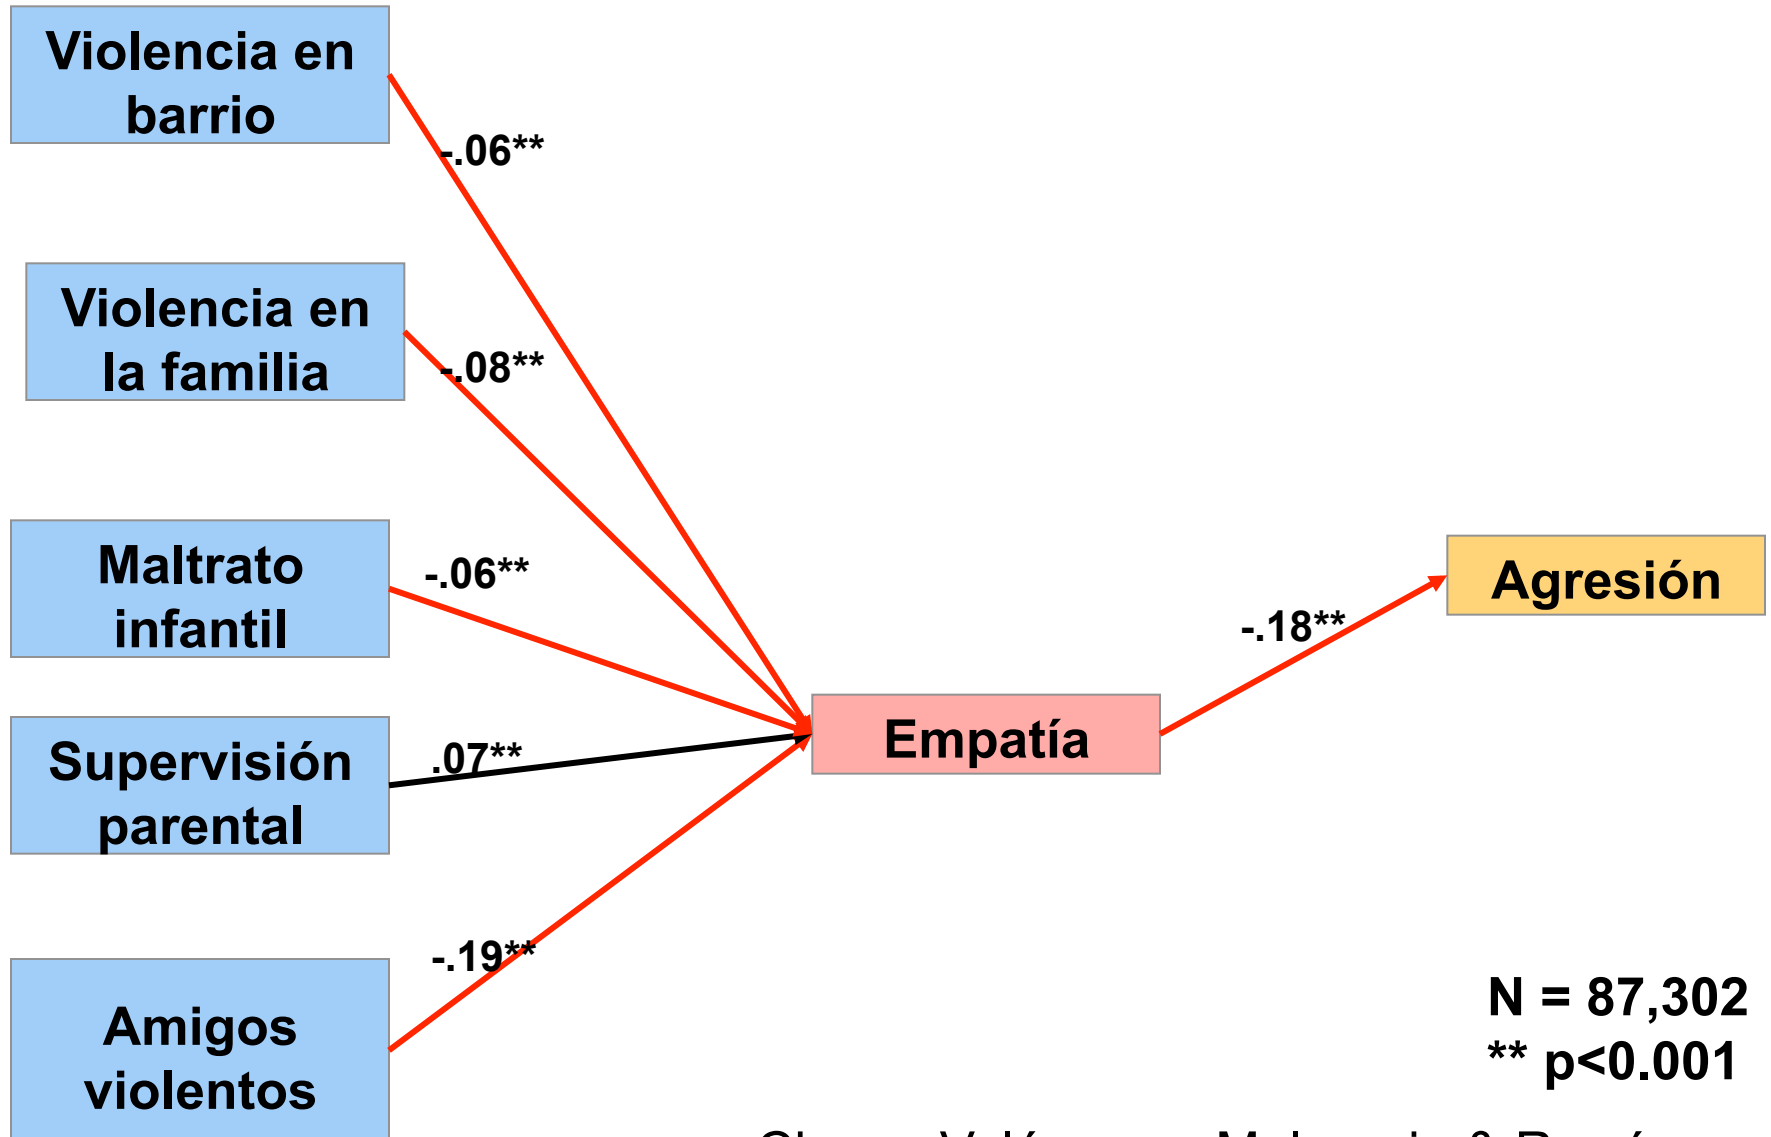 Violencia en
barrio
-.06**
Violencia en
la familia
-.08**
Maltrato
infantil
-.06**
Supervisión
parental
.07**
Amigos
violentos
-.19**
Empatía
-.18**
Agresión
N = 87,302
** p<0.001